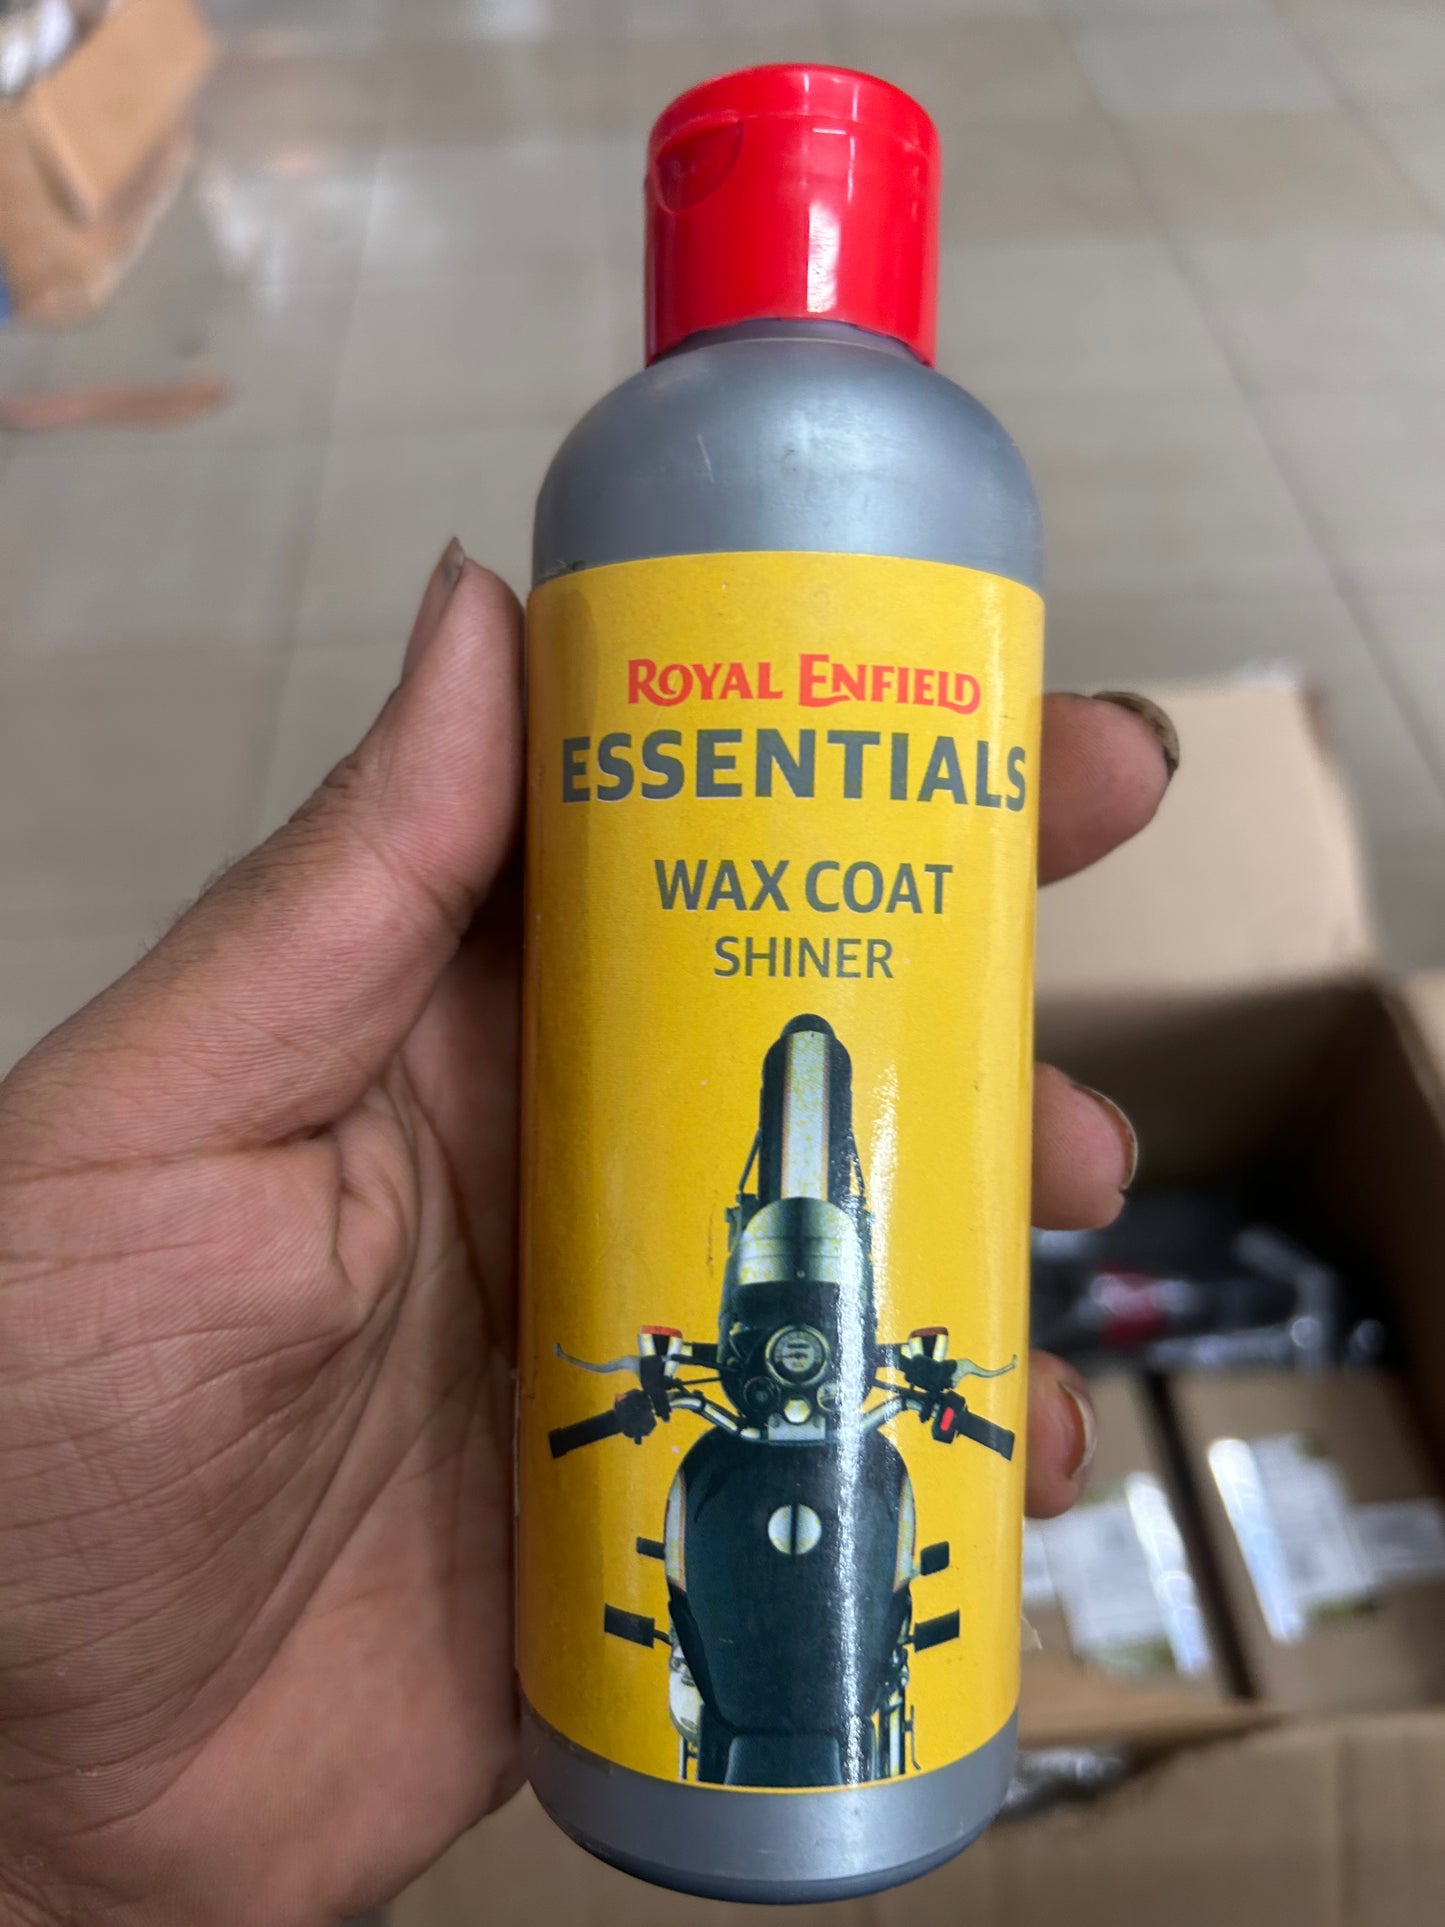 ROYAL ENFIELD
ESSENTIALS
WAX COAT
SHINER